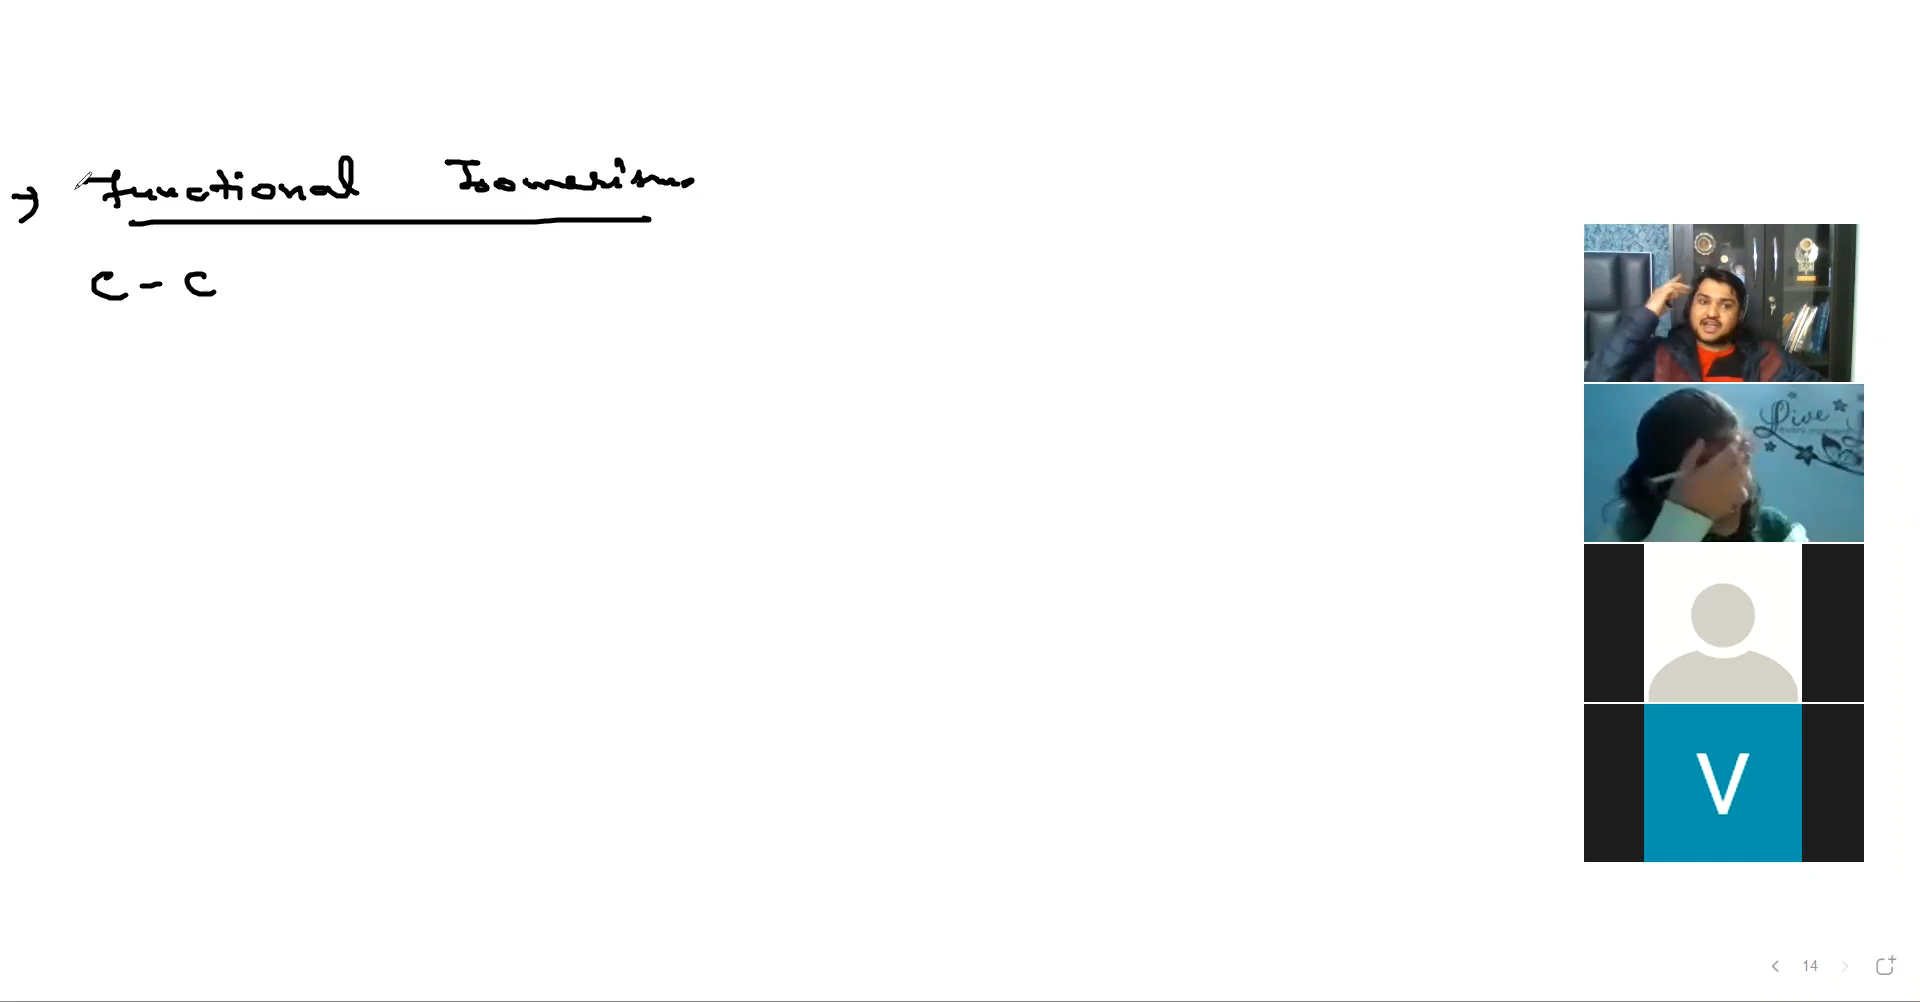 → functional Isomerism
C - C
Live
V
14